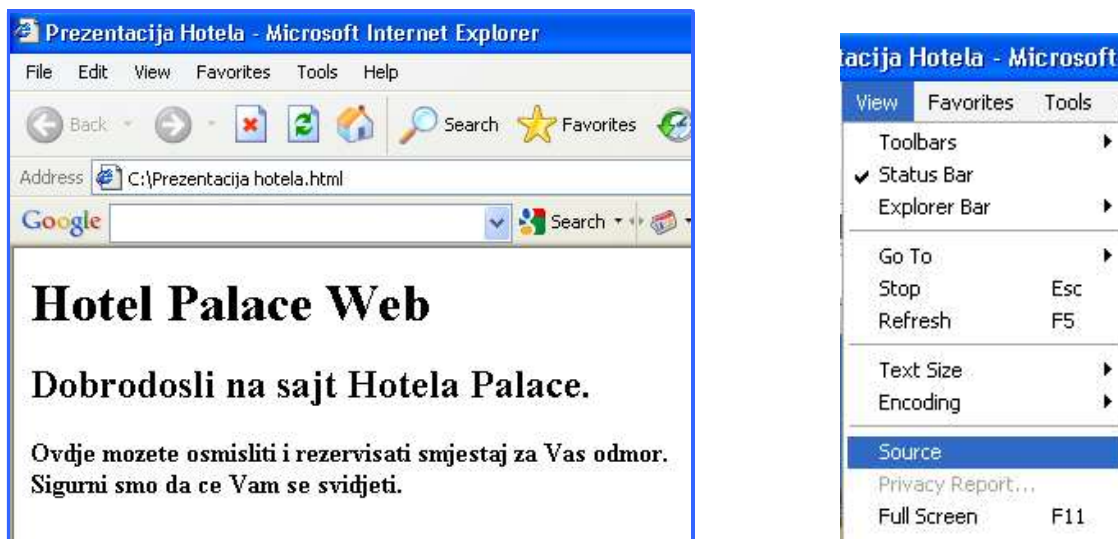 Prezentacija Hotela - Microsoft Internet Explorer
File Edit View Favorites Tools Help
Back Search Favorites
Address C:\Prezentacija hotela.html
Google Search
Hotel Palace Web
Dobrodosli na sajt Hotela Palace.
Ovdje mozete osmisliti i rezervisati smjestaj za Vas odmor.
Sigurni smo da ce Vam se svidjeti.
tacija Hotela - Microsoft
View Favorites Tools
Toolbars
Status Bar
Explorer Bar
Go To
Stop Esc
Refresh F5
Text Size
Encoding
Source
Privacy Report...
Full Screen F11